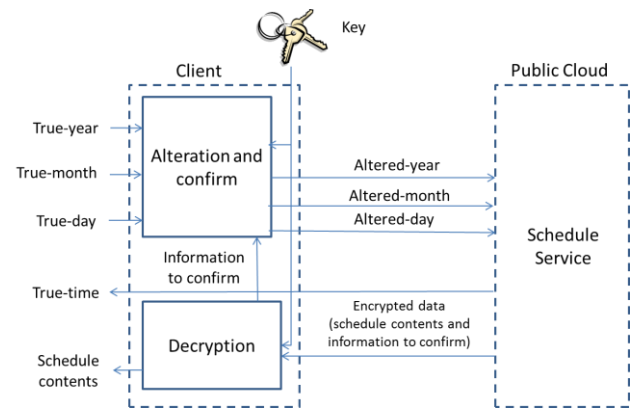 Key
Client
Public Cloud
True-year
True-month
True-day
Alteration and
confirm
Altered-year
Altered-month
Altered-day
Schedule
Service
Information
to confirm
True-time
Encrypted data
(schedule contents and
information to confirm)
Decryption
Schedule
contents